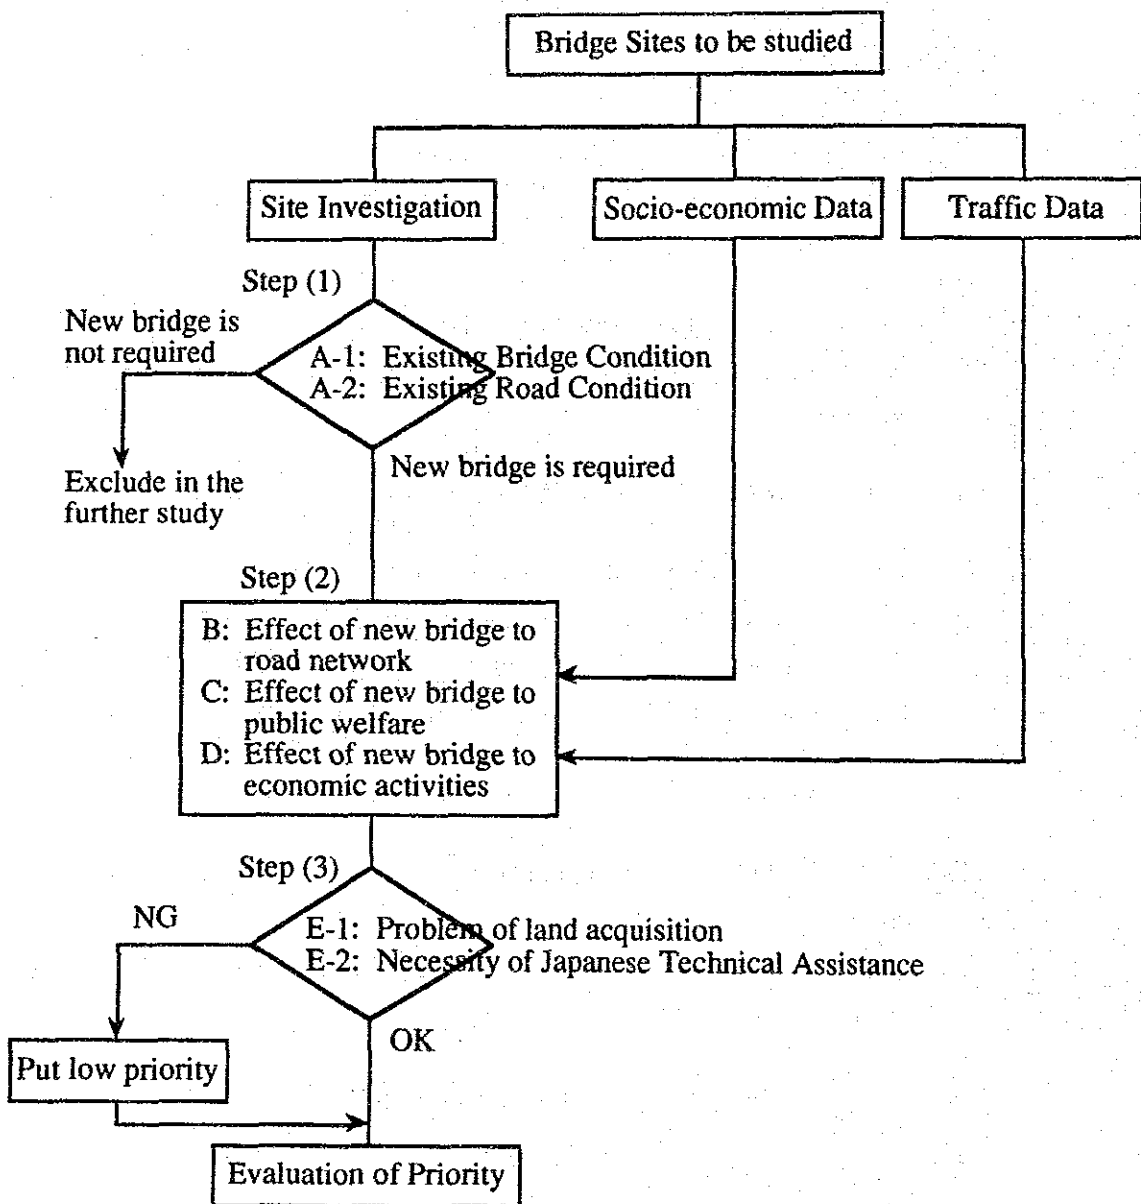 Bridge Sites to be studied
Site Investigation
Socio-economic Data
Traffic Data
Step (1)
New bridge is
not required
A-1: Existing Bridge Condition
A-2: Existing Road Condition
New bridge is required
Exclude in the
further study
Step (2)
B: Effect of new bridge to
road network
C: Effect of new bridge to
public welfare
D: Effect of new bridge to
economic activities
Step (3)
NG
E-1: Problem of land acquisition
E-2: Necessity of Japanese Technical Assistance
OK
Put low priority
Evaluation of Priority